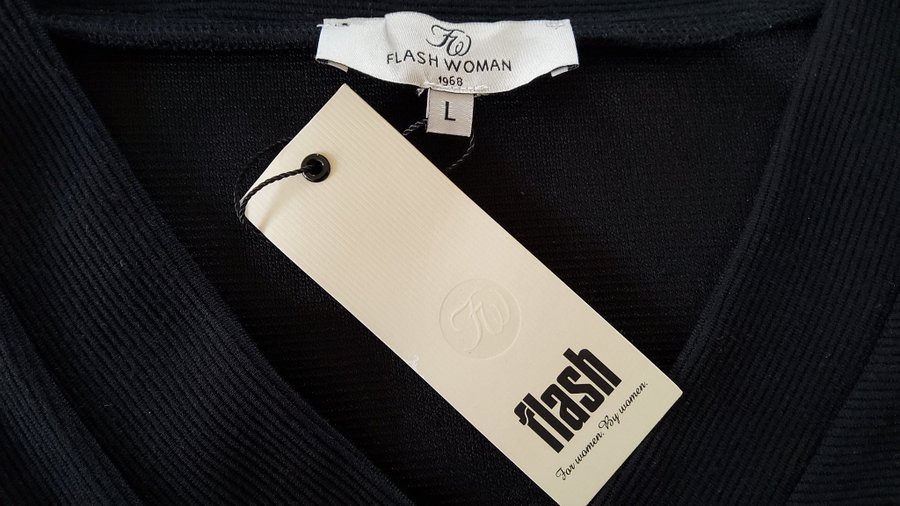 FW
FLASH WOMAN
1968
L
FW
flash
For women. By women.